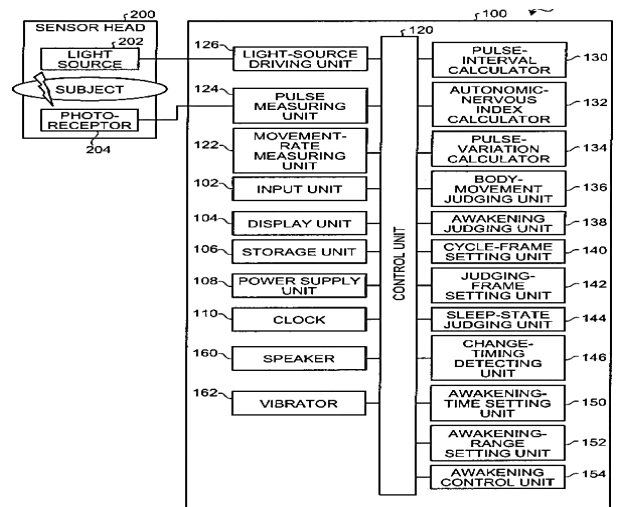 SENSOR HEAD
200
LIGHT
SOURCE
202
SUBJECT
PHOTO-
RECEPTOR
204
100
120
CONTROL UNIT
126
LIGHT-SOURCE
DRIVING UNIT
124
PULSE
MEASURING
UNIT
122
MOVEMENT-
RATE
MEASURING UNIT
102
INPUT UNIT
104
DISPLAY UNIT
106
STORAGE UNIT
108
POWER SUPPLY
UNIT
110
CLOCK
160
SPEAKER
162
VIBRATOR
PULSE-
INTERVAL
CALCULATOR
130
AUTONOMIC-
NERVOUS
INDEX
CALCULATOR
132
PULSE-
VARIATION
CALCULATOR
134
BODY-
MOVEMENT
JUDGING UNIT
136
AWAKENING
JUDGING UNIT
138
CYCLE-FRAME
SETTING UNIT
140
JUDGING-
FRAME
SETTING UNIT
142
SLEEP-STATE
JUDGING UNIT
144
CHANGE-
TIMING
DETECTING
UNIT
146
AWAKENING-
TIME SETTING
UNIT
150
AWAKENING-
RANGE
SETTING UNIT
152
AWAKENING
CONTROL UNIT
154